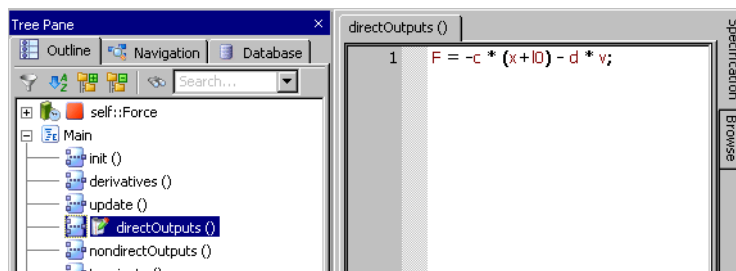 Tree Pane ×
Outline Navigation Database
Search...
self::Force
Main
init ()
derivatives ()
update ()
directOutputs ()
nondirectOutputs ()
directOutputs ()
1 F = -c * (x+l0) - d * v;
Specification
Browse